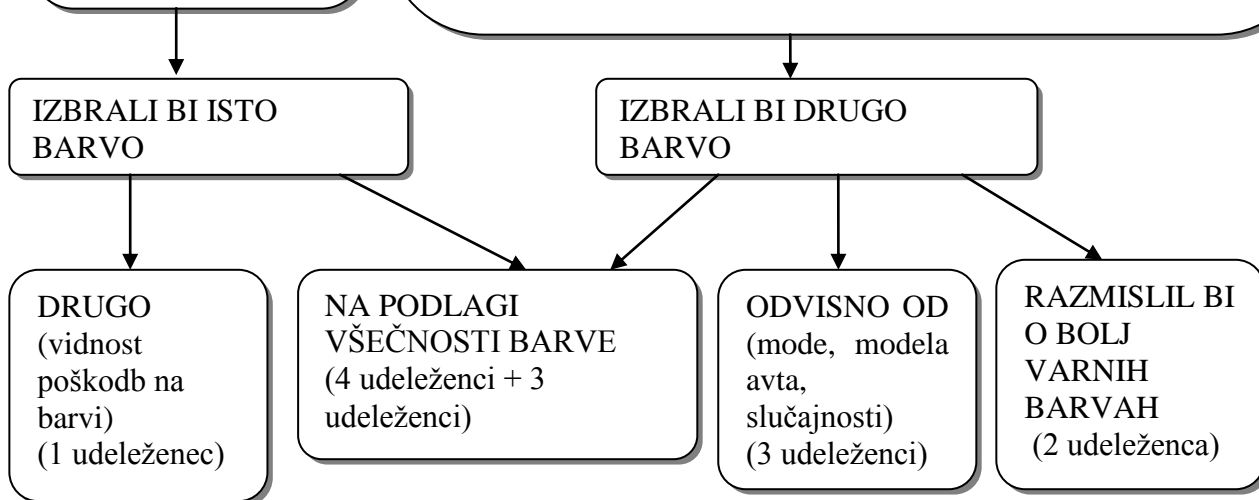 IZBRALI BI ISTO
BARVO
IZBRALI BI DRUGO
BARVO
DRUGO
(vidnost
poškodb na
barvi)
(1 udeleženec)
NA PODLAGI
VŠEČNOSTI BARVE
(4 udeleženci + 3
udeleženci)
ODVISNO OD
(mode, modela
avta,
slučajnosti)
(3 udeleženci)
RAZMISLIL BI
O BOLJ
VARNIH
BARVAH
(2 udeleženca)